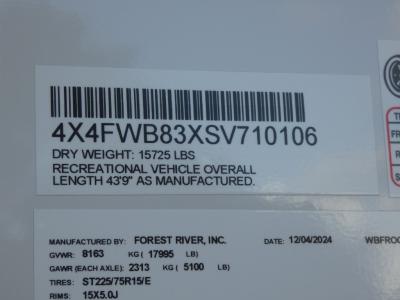 4X4FWB83XSV710106
DRY WEIGHT: 15725 LBS
RECREATIONAL VEHICLE OVERALL
LENGTH 43'9" AS MANUFACTURED.
MANUFACTURED BY: FOREST RIVER, INC. DATE: 12/04/2024 WBFROC
GVWR: 8163 KG ( 17995 LB)
GAWR (EACH AXLE): 2313 KG ( 5100 LB)
TIRES: ST225/75R15/E
RIMS: 15X5.0J